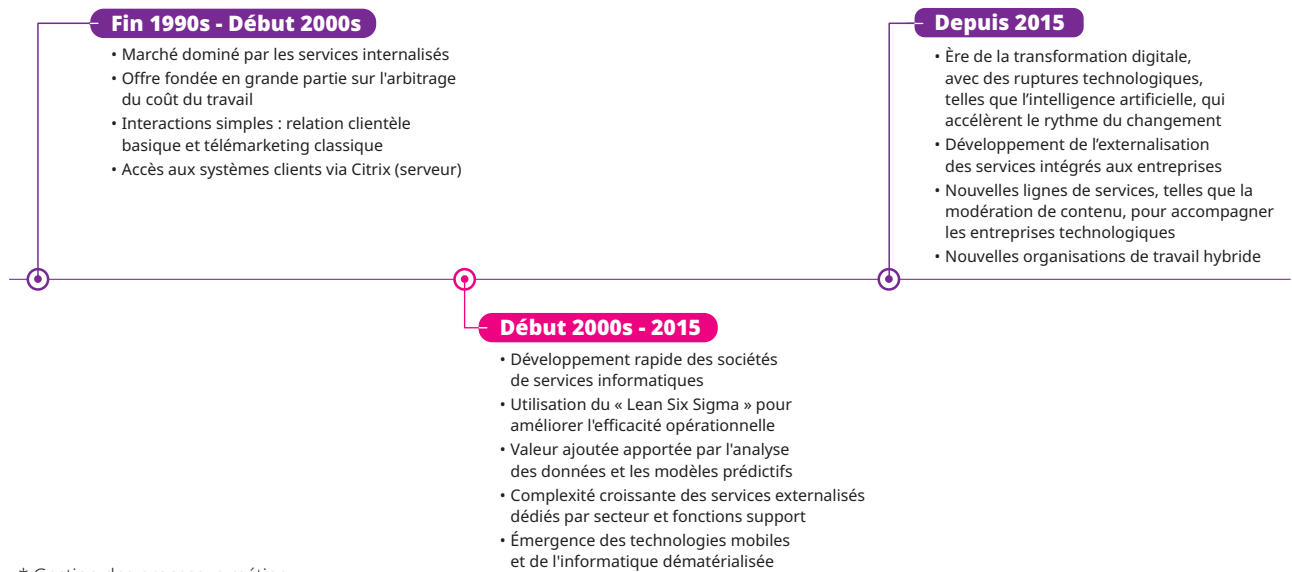 Fin 1990s - Début 2000s
• Marché dominé par les services internalisés
• Offre fondée en grande partie sur l'arbitrage
du coût du travail
• Interactions simples : relation clientèle
basique et télémarketing classique
• Accès aux systèmes clients via Citrix (serveur)
Début 2000s - 2015
• Développement rapide des sociétés
de services informatiques
• Utilisation du « Lean Six Sigma » pour
améliorer l'efficacité opérationnelle
• Valeur ajoutée apportée par l'analyse
des données et les modèles prédictifs
• Complexité croissante des services externalisés
dédiés par secteur et fonctions support
• Émergence des technologies mobiles
et de l'informatique dématérialisée
Depuis 2015
• Ère de la transformation digitale,
avec des ruptures technologiques,
telles que l’intelligence artificielle, qui
accélèrent le rythme du changement
• Développement de l’externalisation
des services intégrés aux entreprises
• Nouvelles lignes de services, telles que la
modération de contenu, pour accompagner
les entreprises technologiques
• Nouvelles organisations de travail hybride